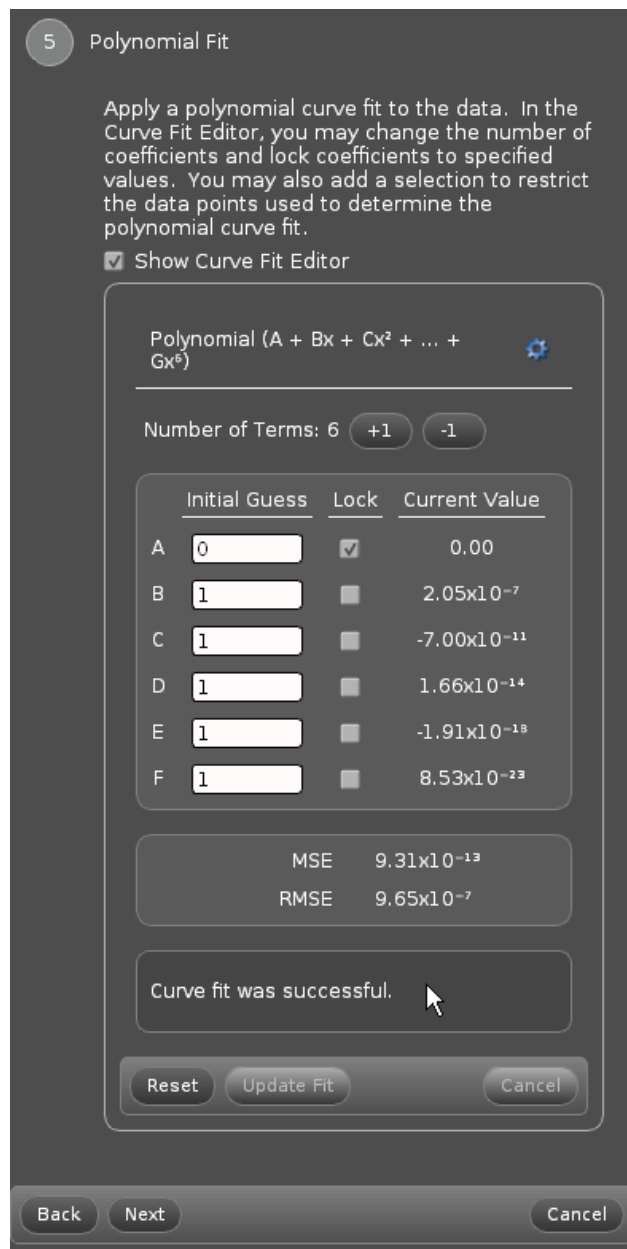 5 Polynomial Fit
Apply a polynomial curve fit to the data. In the
Curve Fit Editor, you may change the number of
coefficients and lock coefficients to specified
values. You may also add a selection to restrict
the data points used to determine the
polynomial curve fit.
Show Curve Fit Editor
Polynomial (A + Bx + Cx² + ... +
Gx⁶)
Number of Terms: 6 +1 -1
Initial Guess Lock Current Value
A 0 0.00
B 1 2.05x10⁻⁷
C 1 -7.00x10⁻¹¹
D 1 1.66x10⁻¹⁴
E 1 -1.91x10⁻¹⁸
F 1 8.53x10⁻²³
MSE 9.31x10⁻¹³
RMSE 9.65x10⁻⁷
Curve fit was successful.
Reset Update Fit Cancel
Back Next Cancel